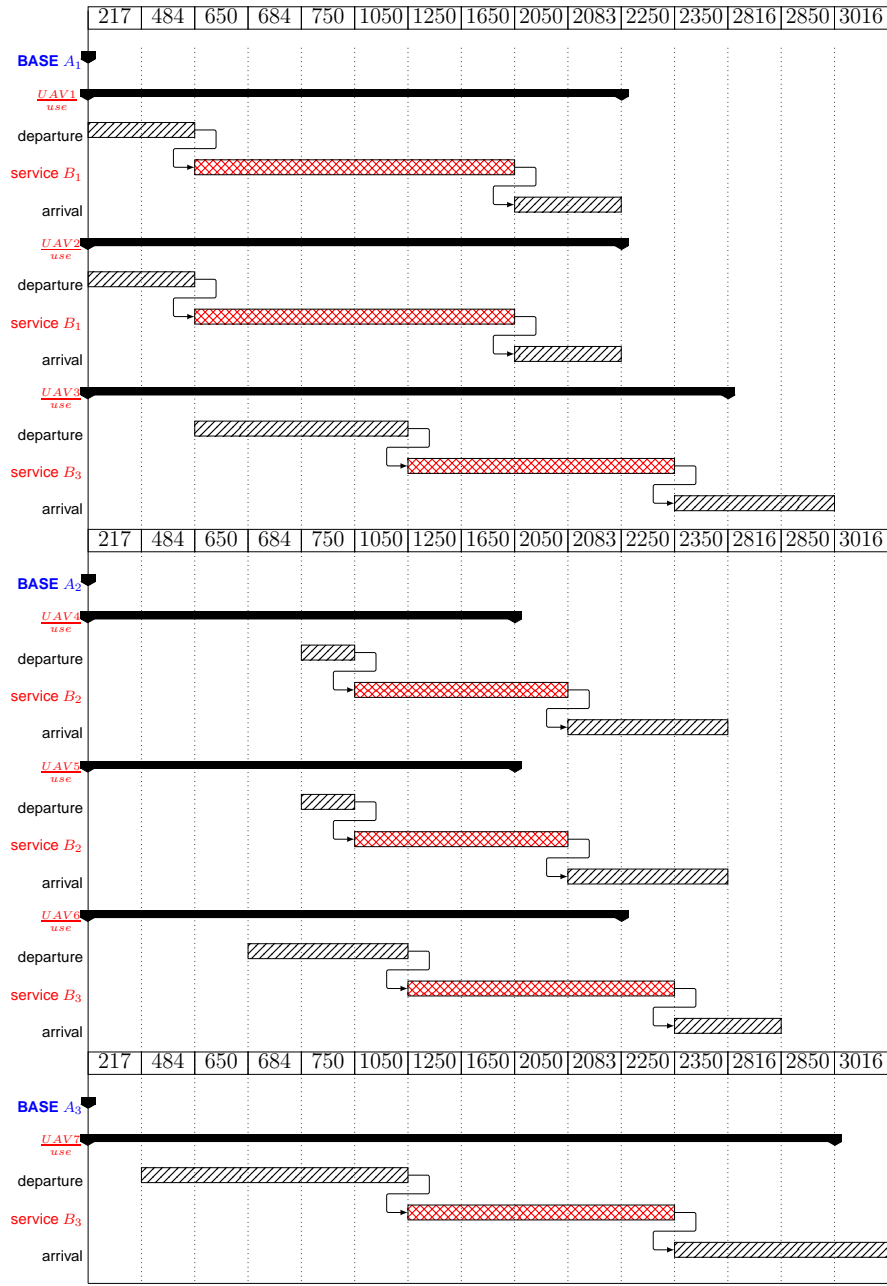 217 484 650 684 750 1050 1250 1650 2050 2083 2250 2350 2816 2850 3016
BASE A₁
UAV1/use
departure
service B₁
arrival
UAV2/use
departure
service B₁
arrival
UAV3/use
departure
service B₃
arrival
217 484 650 684 750 1050 1250 1650 2050 2083 2250 2350 2816 2850 3016
BASE A₂
UAV4/use
departure
service B₂
arrival
UAV5/use
departure
service B₂
arrival
UAV6/use
departure
service B₃
arrival
217 484 650 684 750 1050 1250 1650 2050 2083 2250 2350 2816 2850 3016
BASE A₃
UAV7/use
departure
service B₃
arrival